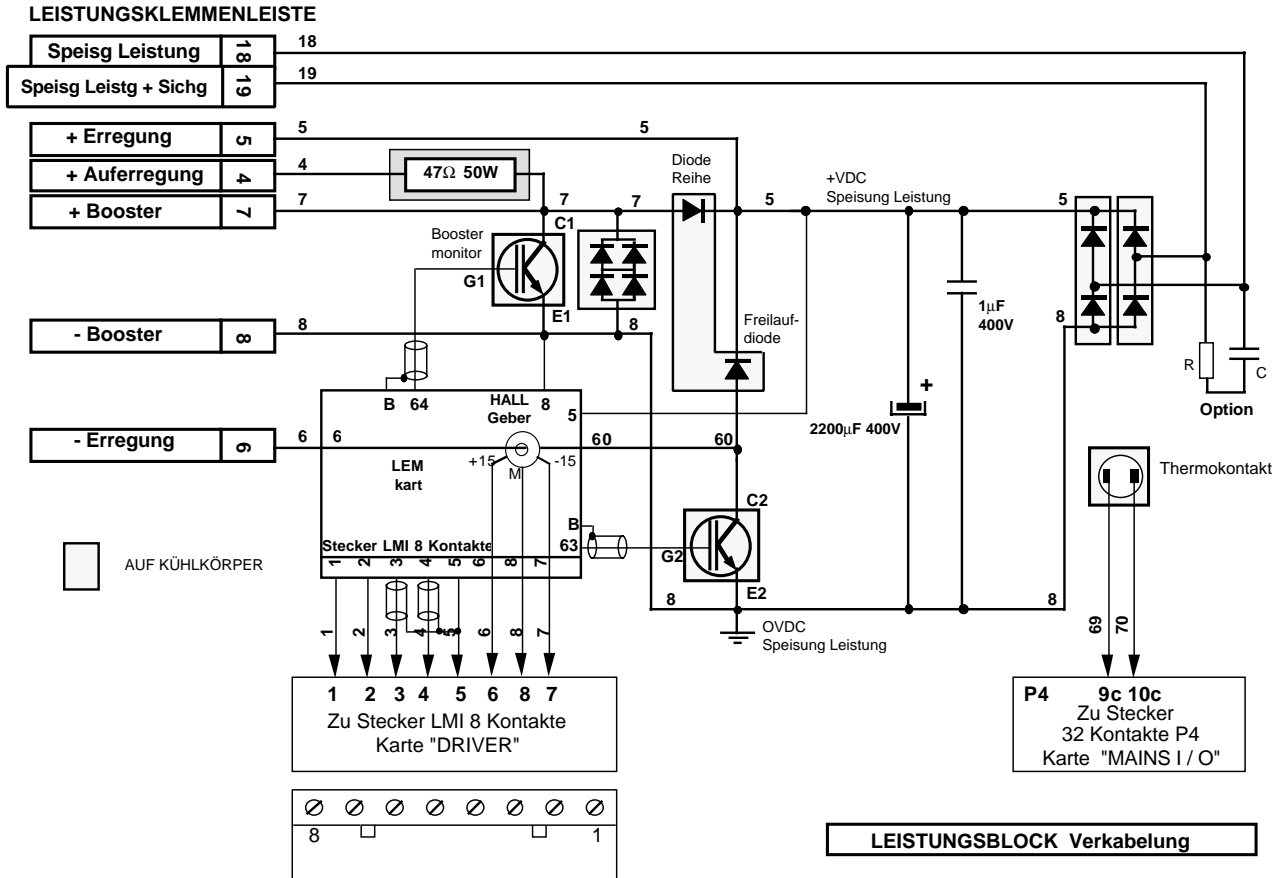 LEISTUNGSKLEMMENLEISTE
Speisg Leistung 18 18
Speisg Leistg + Sichg 19 19
+ Erregung 5 5 5
+ Auferregung 4 4 47Ω 50W
+ Booster 7 7 7 7
Diode
Reihe
5
+VDC
Speisung Leistung
5
Booster
monitor
C1
G1
E1
- Booster 8 8 8
Freilauf-
diode
1µF
400V
8
R
C
Option
B 64
HALL
Geber
8
5
- Erregung 6 6 6
60
60
+15
M
-15
LEM
kart
2200µF 400V
+
Thermokontakt
B
63
Stecker LMI 8 Kontakte
1 2 3 4 5 6 8 7
C2
G2
E2
AUF KÜHLKÖRPER
8
8
OVDC
Speisung Leistung
1 2 3 4 5 6 8 7
69 70
1 2 3 4 5 6 8 7
Zu Stecker LMI 8 Kontakte
Karte "DRIVER"
P4 9c 10c
Zu Stecker
32 Kontakte P4
Karte "MAINS I / O"
8 1
LEISTUNGSBLOCK Verkabelung